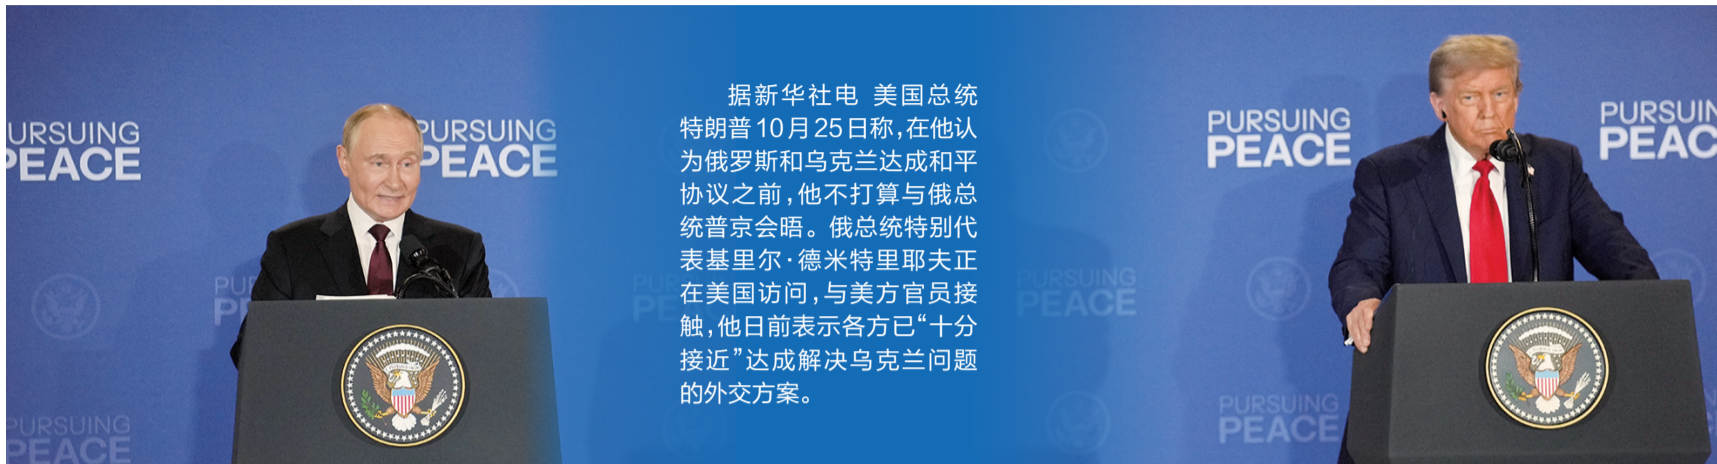 URSUING
PEACE
PURSUING
PEACE
据新华社电 美国总统
特朗普10月25日称,在他认
为俄罗斯和乌克兰达成和平
协议之前,他不打算与俄总
统普京会晤。俄总统特别代
表基里尔·德米特里耶夫正
在美国访问,与美方官员接
触,他日前表示各方已“十分
接近”达成解决乌克兰问题
的外交方案。
PURSUING
PEACE
PURSUIN
PEAC
PU
P
PURSUING
PEACE
URSUING
PEACE
PURSUING
PEACE